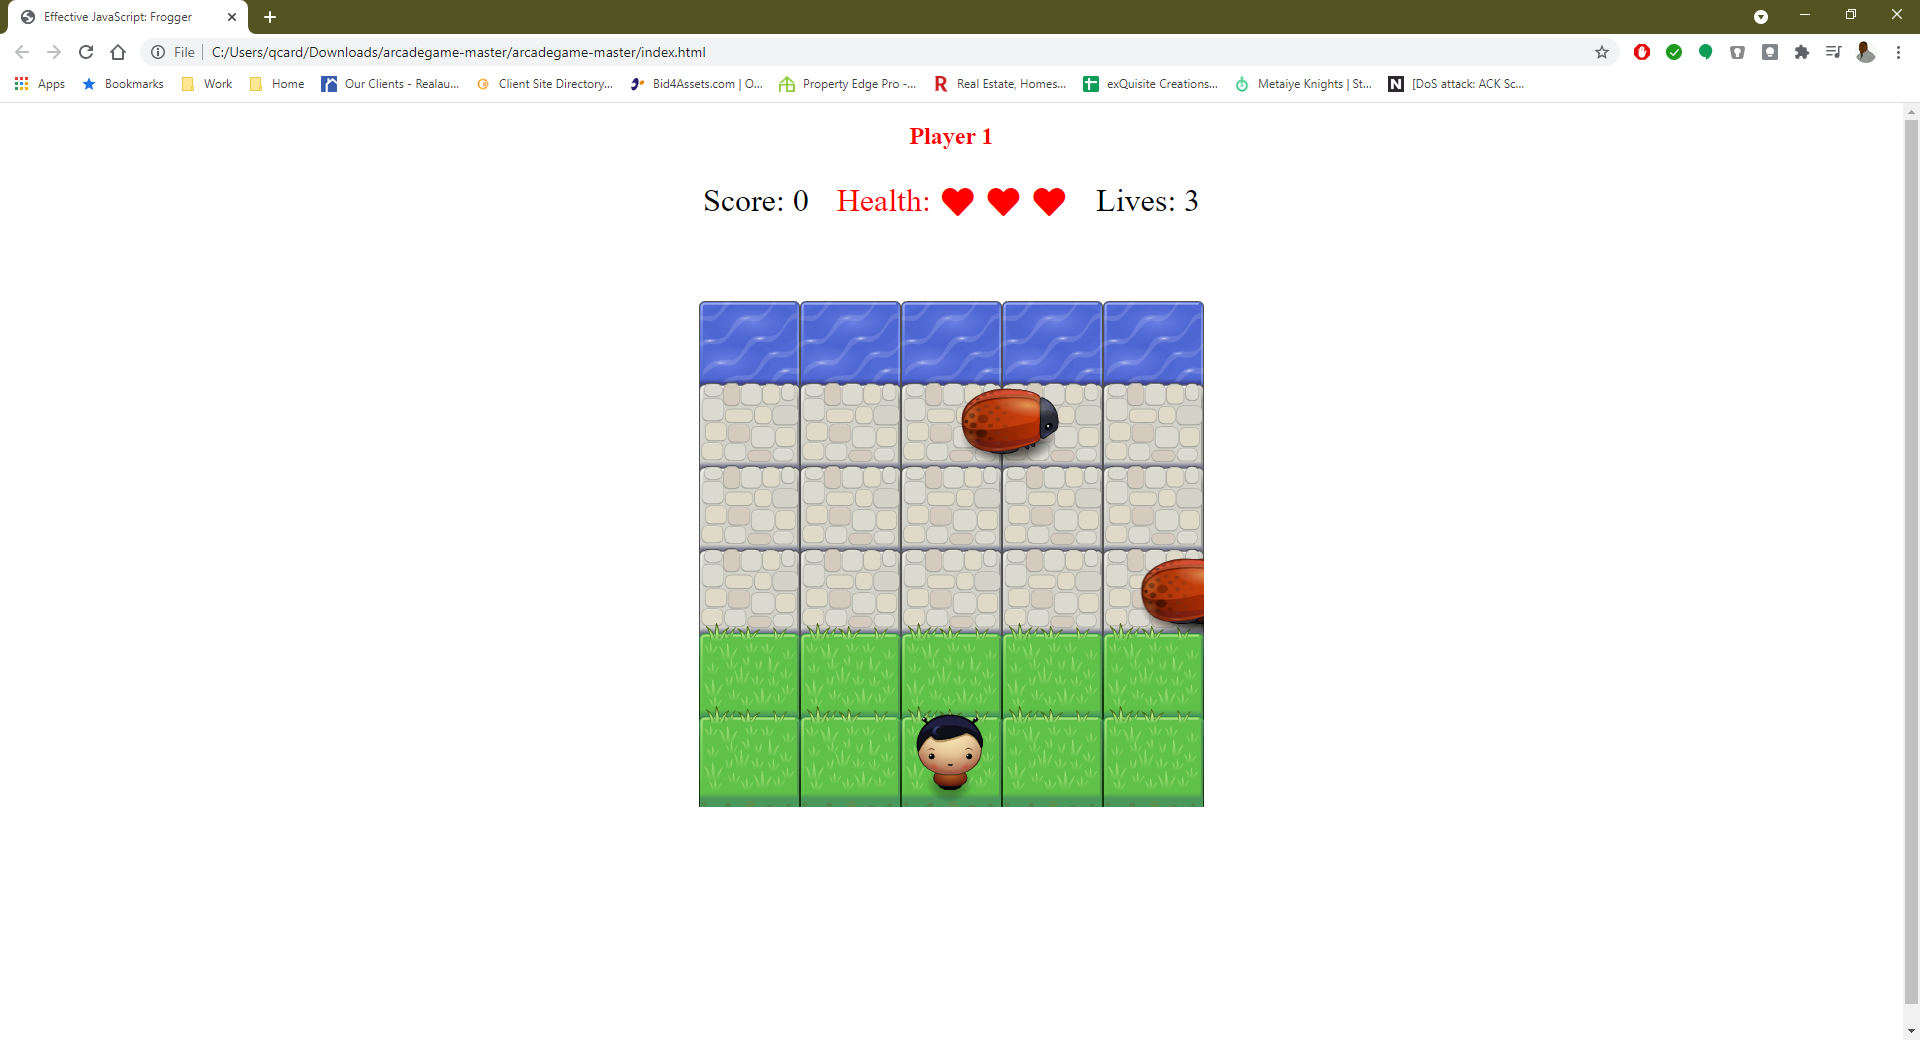 Effective JavaScript: Frogger
File C:/Users/qcard/Downloads/arcadegame-master/arcadegame-master/index.html
Apps Bookmarks Work Home Our Clients - Realau... Client Site Directory... Bid4Assets.com | O... Property Edge Pro -... Real Estate, Homes... exQuisite Creations... Metaiye Knights | St... [DoS attack: ACK Sc...
Player 1
Score: 0 Health: Lives: 3